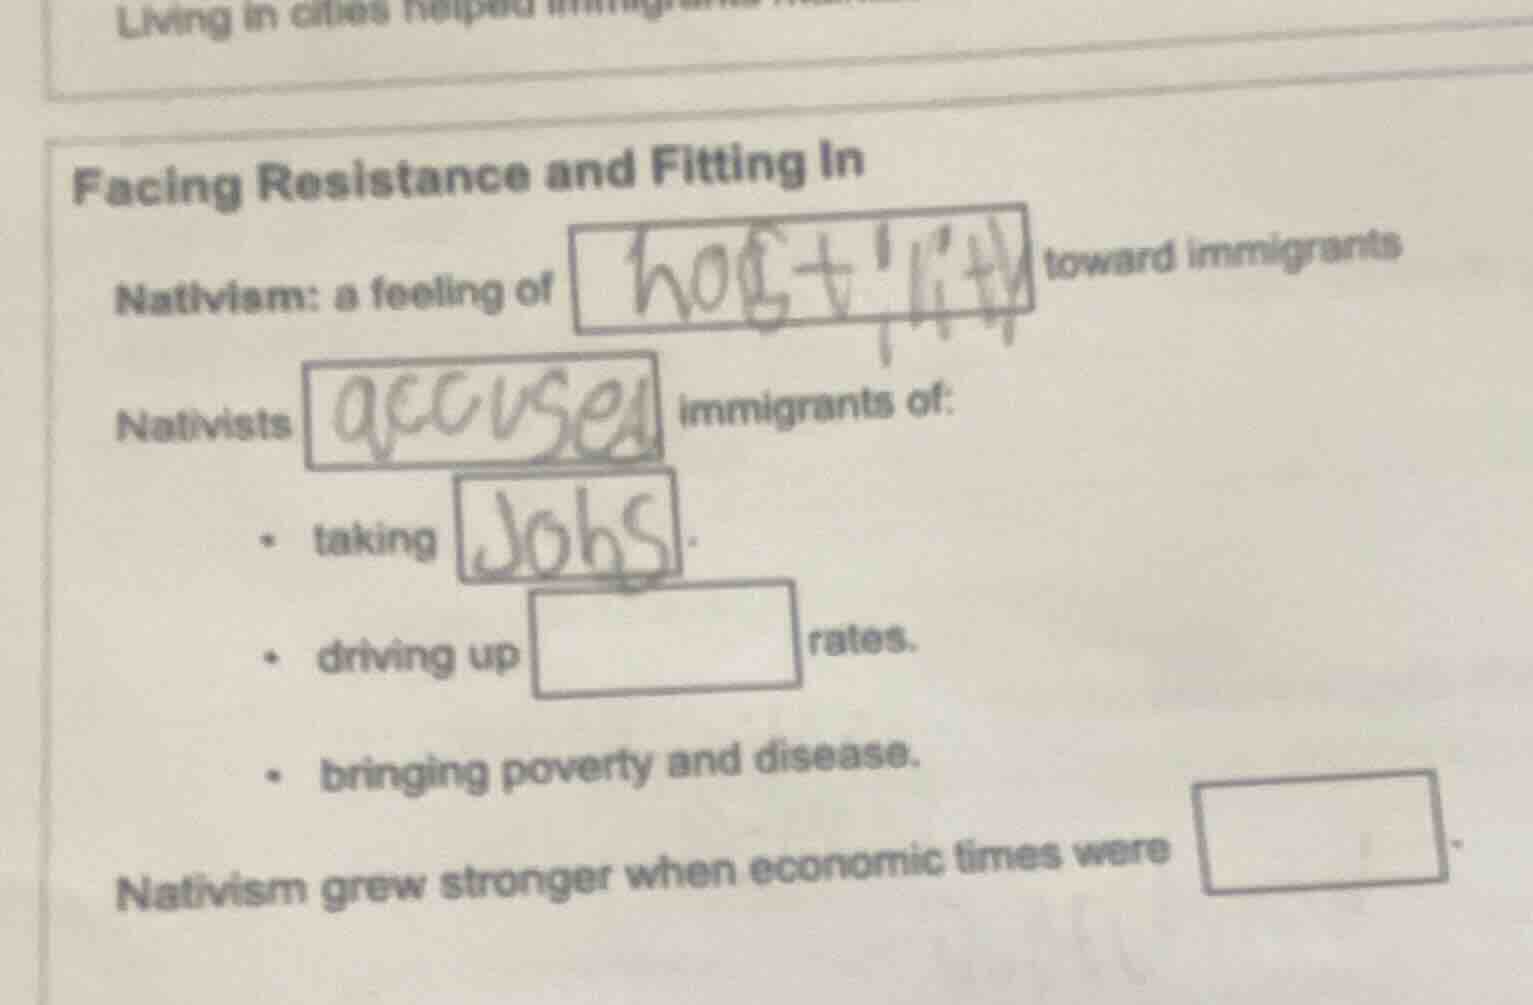 Living in cities helped immigrants
Facing Resistance and Fitting In
Nativism: a feeling of hostility toward immigrants
Nativists accused immigrants of:
• taking Jobs.
• driving up rates.
• bringing poverty and disease.
Nativism grew stronger when economic times were .